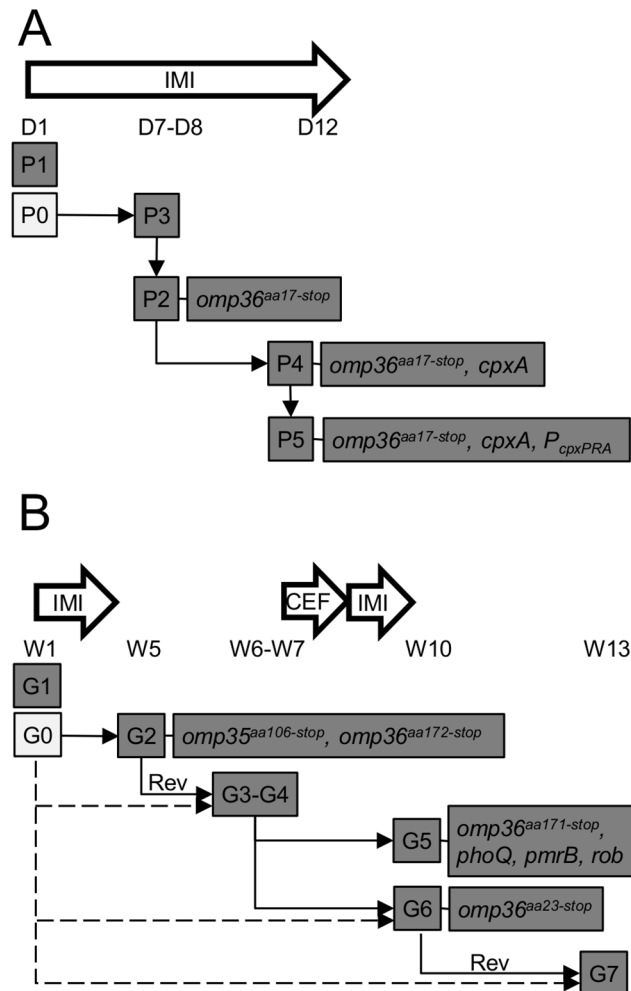 A
IMI
D1 D7-D8 D12
P1
P0 P3
P2 omp36aa17-stop
P4 omp36aa17-stop, cpxA
P5 omp36aa17-stop, cpxA, PcpxPRA
B
IMI CEF IMI
W1 W5 W6-W7 W10 W13
G1
G0 G2 omp35aa106-stop, omp36aa172-stop
Rev
G3-G4
G5 omp36aa171-stop,
phoQ, pmrB, rob
G6 omp36aa23-stop
Rev
G7